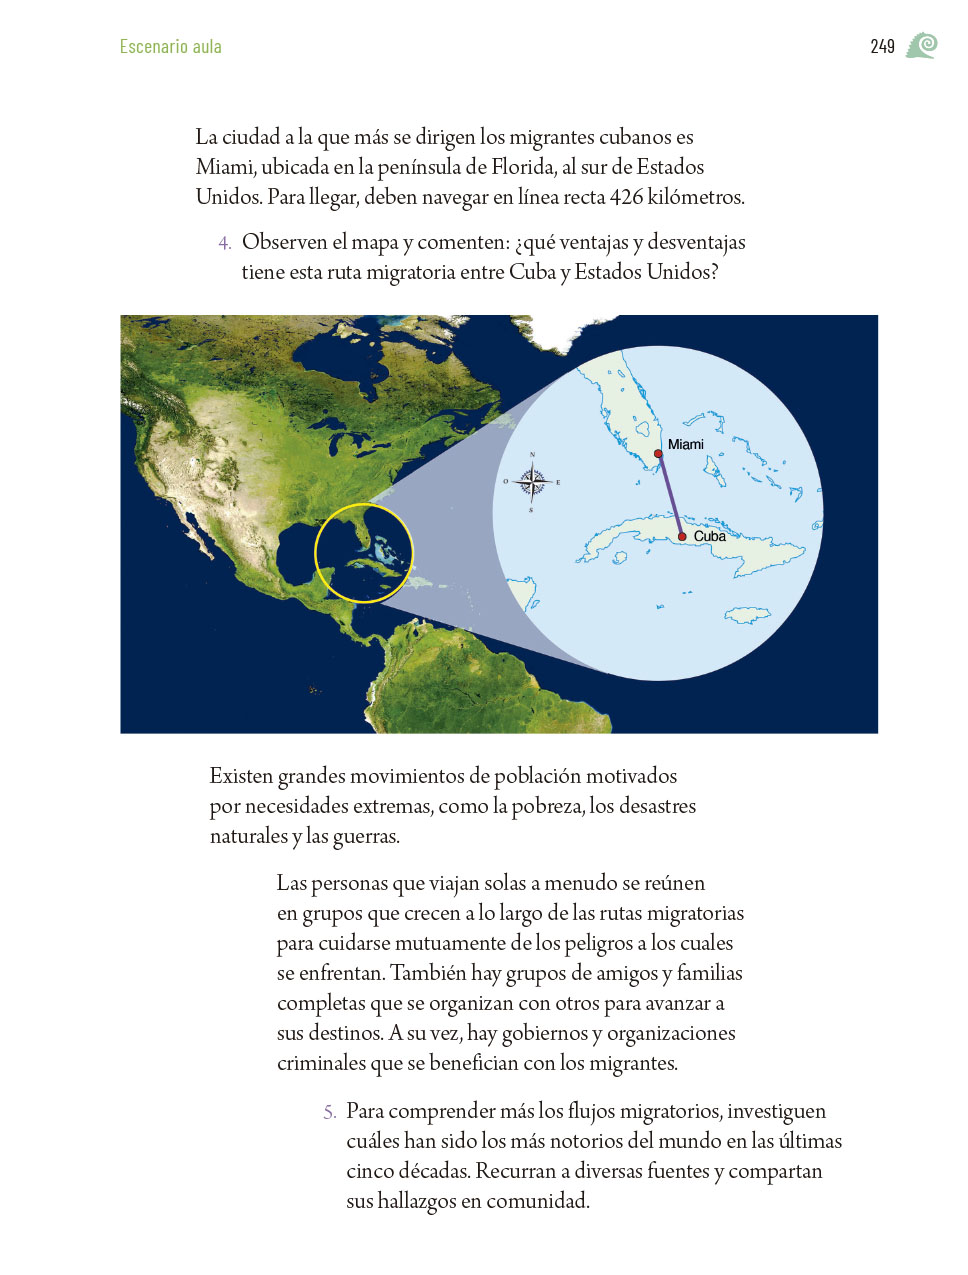 Escenario aula
249
La ciudad a la que más se dirigen los migrantes cubanos es
Miami, ubicada en la península de Florida, al sur de Estados
Unidos. Para llegar, deben navegar en línea recta 426 kilómetros.
4. Observen el mapa y comenten: ¿qué ventajas y desventajas
tiene esta ruta migratoria entre Cuba y Estados Unidos?
Miami
N
O
E
S
Cuba
Existen grandes movimientos de población motivados
por necesidades extremas, como la pobreza, los desastres
naturales y las guerras.
Las personas que viajan solas a menudo se reúnen
en grupos que crecen a lo largo de las rutas migratorias
para cuidarse mutuamente de los peligros a los cuales
se enfrentan. También hay grupos de amigos y familias
completas que se organizan con otros para avanzar a
sus destinos. A su vez, hay gobiernos y organizaciones
criminales que se benefician con los migrantes.
5. Para comprender más los flujos migratorios, investiguen
cuáles han sido los más notorios del mundo en las últimas
cinco décadas. Recurran a diversas fuentes y compartan
sus hallazgos en comunidad.